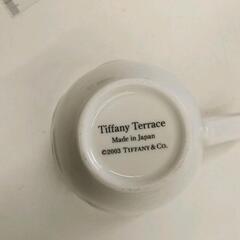 Tiffany Terrace
Made in Japan
©2003 TIFFANY & CO.